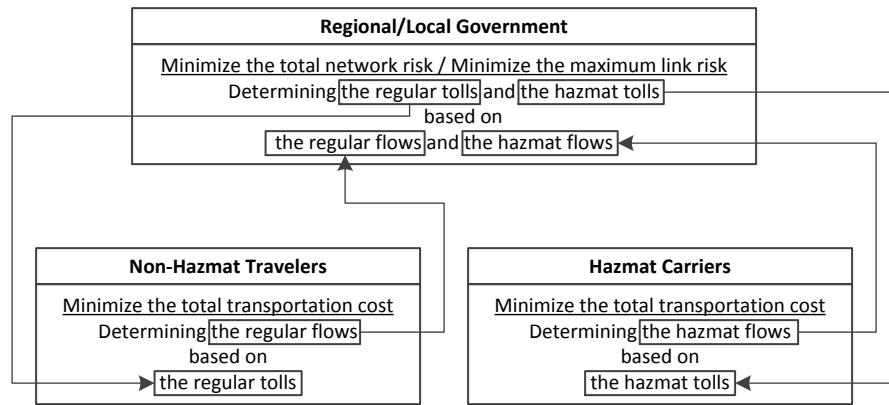 Regional/Local Government
Minimize the total network risk / Minimize the maximum link risk
Determining the regular tolls and the hazmat tolls
based on
the regular flows and the hazmat flows
Non-Hazmat Travelers
Minimize the total transportation cost
Determining the regular flows
based on
the regular tolls
Hazmat Carriers
Minimize the total transportation cost
Determining the hazmat flows
based on
the hazmat tolls